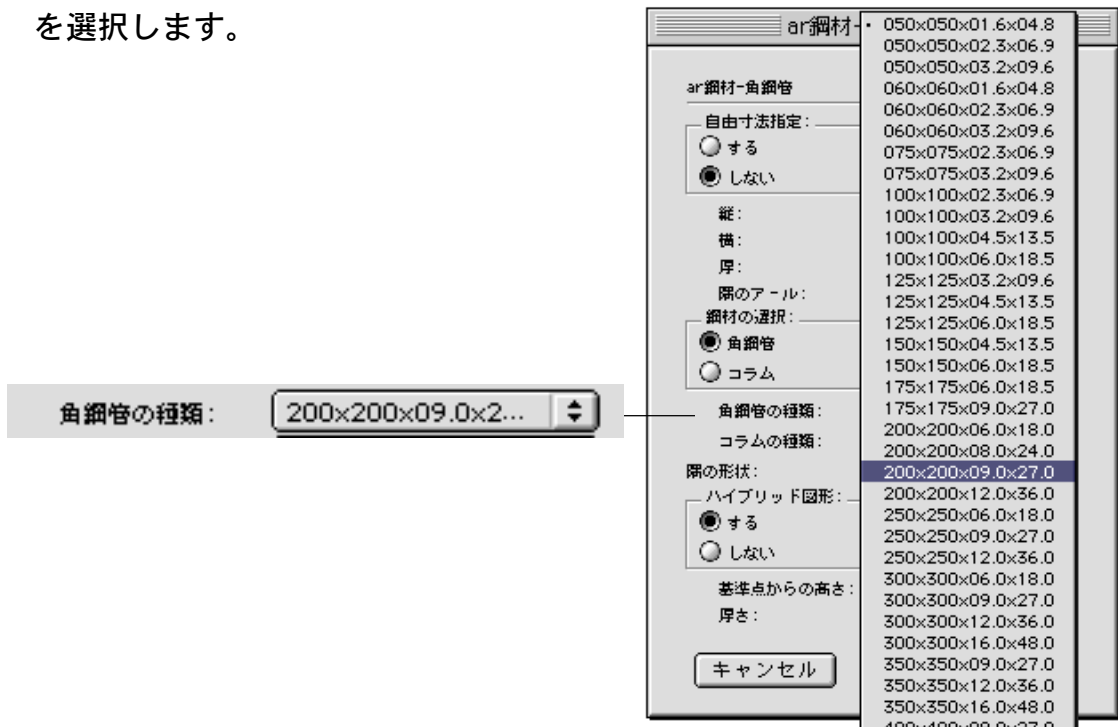 を選択します。
角鋼管の種類：
200x200x09.0x2...
ar鋼材-
ar鋼材-角鋼管
自由寸法指定：
する
しない
縦：
横：
厚：
隅のアール：
鋼材の選択：
角鋼管
コラム
角鋼管の種類：
コラムの種類：
隅の形状：
ハイブリッド図形：
する
しない
基準点からの高さ：
厚さ：
キャンセル
• 050x050x01.6x04.8
050x050x02.3x06.9
050x050x03.2x09.6
060x060x01.6x04.8
060x060x02.3x06.9
060x060x03.2x09.6
075x075x02.3x06.9
075x075x03.2x09.6
100x100x02.3x06.9
100x100x03.2x09.6
100x100x04.5x13.5
100x100x06.0x18.5
125x125x03.2x09.6
125x125x04.5x13.5
125x125x06.0x18.5
150x150x04.5x13.5
150x150x06.0x18.5
175x175x06.0x18.5
175x175x09.0x27.0
200x200x06.0x18.0
200x200x08.0x24.0
200x200x09.0x27.0
200x200x12.0x36.0
250x250x06.0x18.0
250x250x09.0x27.0
250x250x12.0x36.0
300x300x06.0x18.0
300x300x09.0x27.0
300x300x12.0x36.0
300x300x16.0x48.0
350x350x09.0x27.0
350x350x12.0x36.0
350x350x16.0x48.0